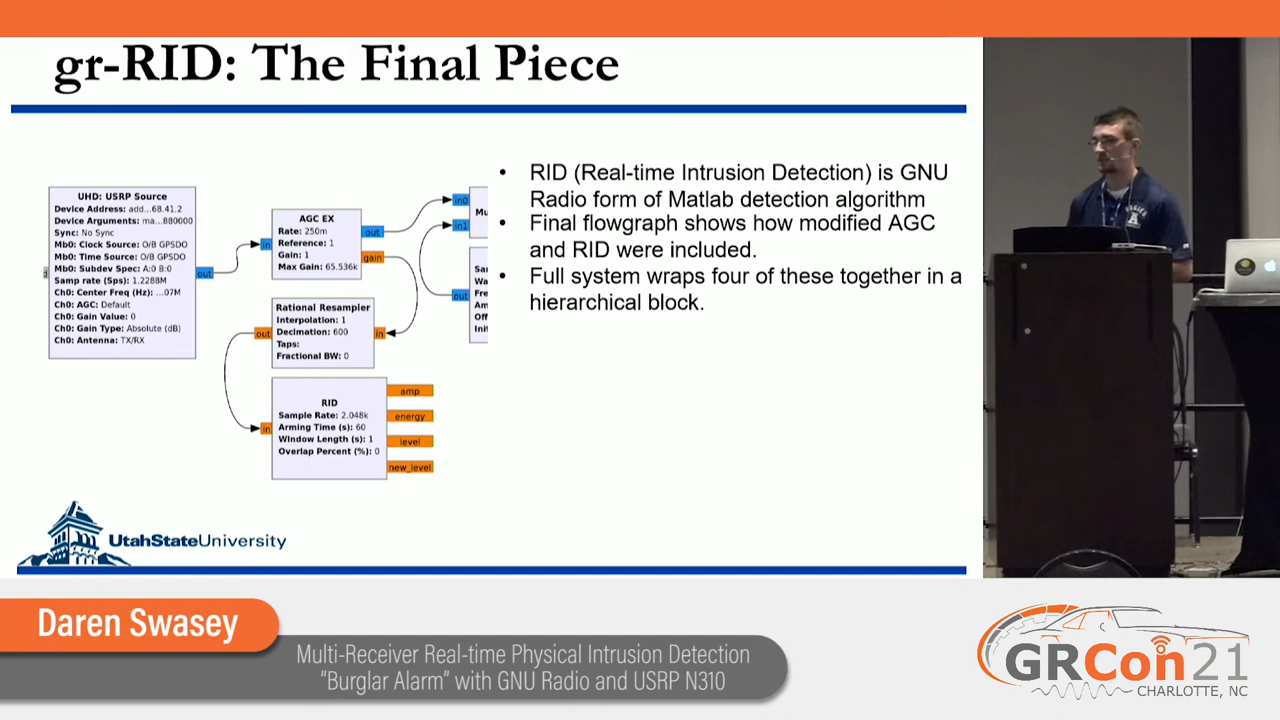 gr-RID: The Final Piece
UHD: USRP Source
Device Address: add...68.41.2
Device Arguments: ma...880000
Sync: No Sync
Mb0: Clock Source: O/B GPSDO
Mb0: Time Source: O/B GPSDO
Mb0: Subdev Spec: A:0 B:0
Samp rate (Sps): 1.2288M
Ch0: Center Freq (Hz): ...07M
Ch0: AGC: Default
Ch0: Gain Value: 0
Ch0: Gain Type: Absolute (dB)
Ch0: Antenna: TX/RX
out
in
AGC EX
Rate: 250m
Reference: 1
Gain: 1
Max Gain: 65.536k
out
gain
in0
in1
Mu
out
Sar
Wa
Fre
Am
Off
Init
Rational Resampler
Interpolation: 1
Decimation: 600
Taps:
Fractional BW: 0
out
in
RID
Sample Rate: 2.048k
Arming Time (s): 60
Window Length (s): 1
Overlap Percent (%): 0
in
amp
energy
level
new_level
• RID (Real-time Intrusion Detection) is GNU
Radio form of Matlab detection algorithm
• Final flowgraph shows how modified AGC
and RID were included.
• Full system wraps four of these together in a
hierarchical block.
UtahStateUniversity
Daren Swasey
Multi-Receiver Real-time Physical Intrusion Detection
"Burglar Alarm" with GNU Radio and USRP N310
GRCon21
CHARLOTTE, NC